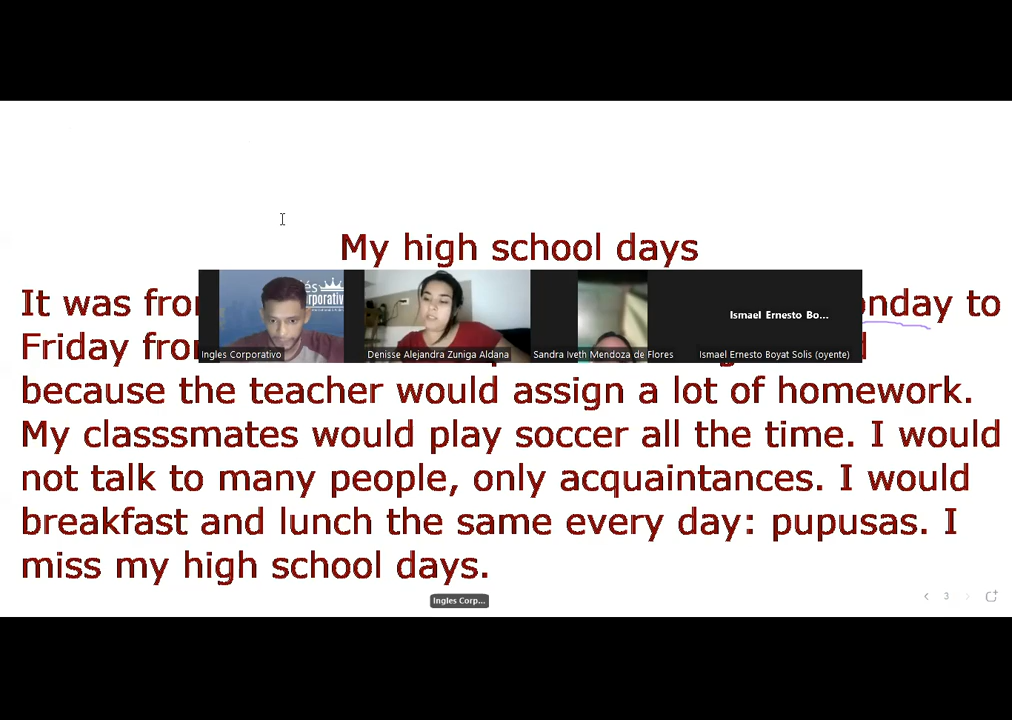 My high school days
It was
to
Friday
because the teacher would assign a lot of homework.
My classsmates would play soccer all the time. I would
not talk to many people, only acquaintances. I would
breakfast and lunch the same every day: pupusas. I
miss my high school days.
Ismael Ernesto Bo...
Ingles Corporativo
Denisse Alejandra Zuniga Aldana
Sandra Iveth Mendoza de Flores
Ismael Ernesto Boyat Solis (oyente)
Ingles Corp...
3